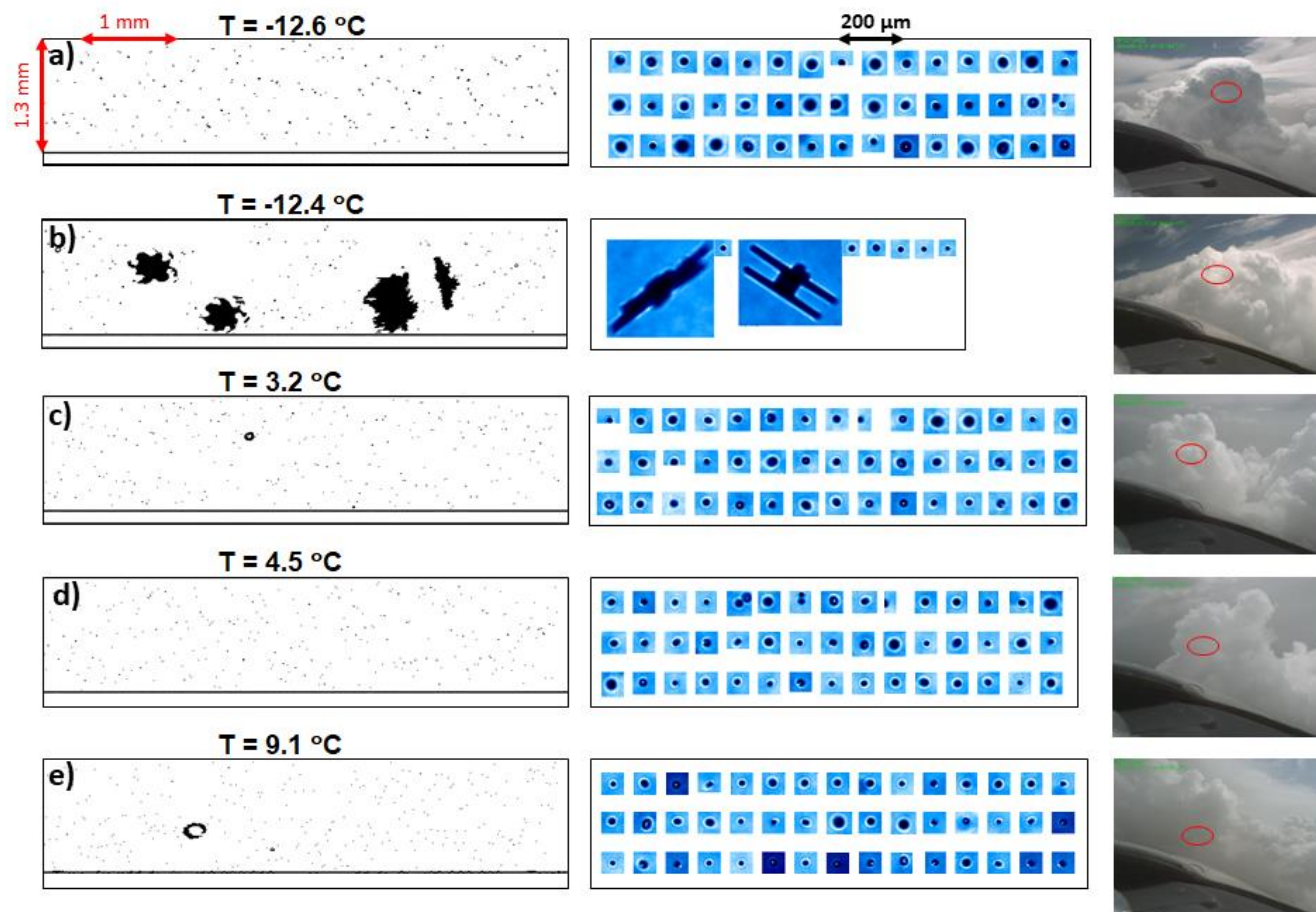 1 mm
T = -12.6 °C
200 µm
a)
1.3 mm
T = -12.4 °C
b)
T = 3.2 °C
c)
T = 4.5 °C
d)
T = 9.1 °C
e)